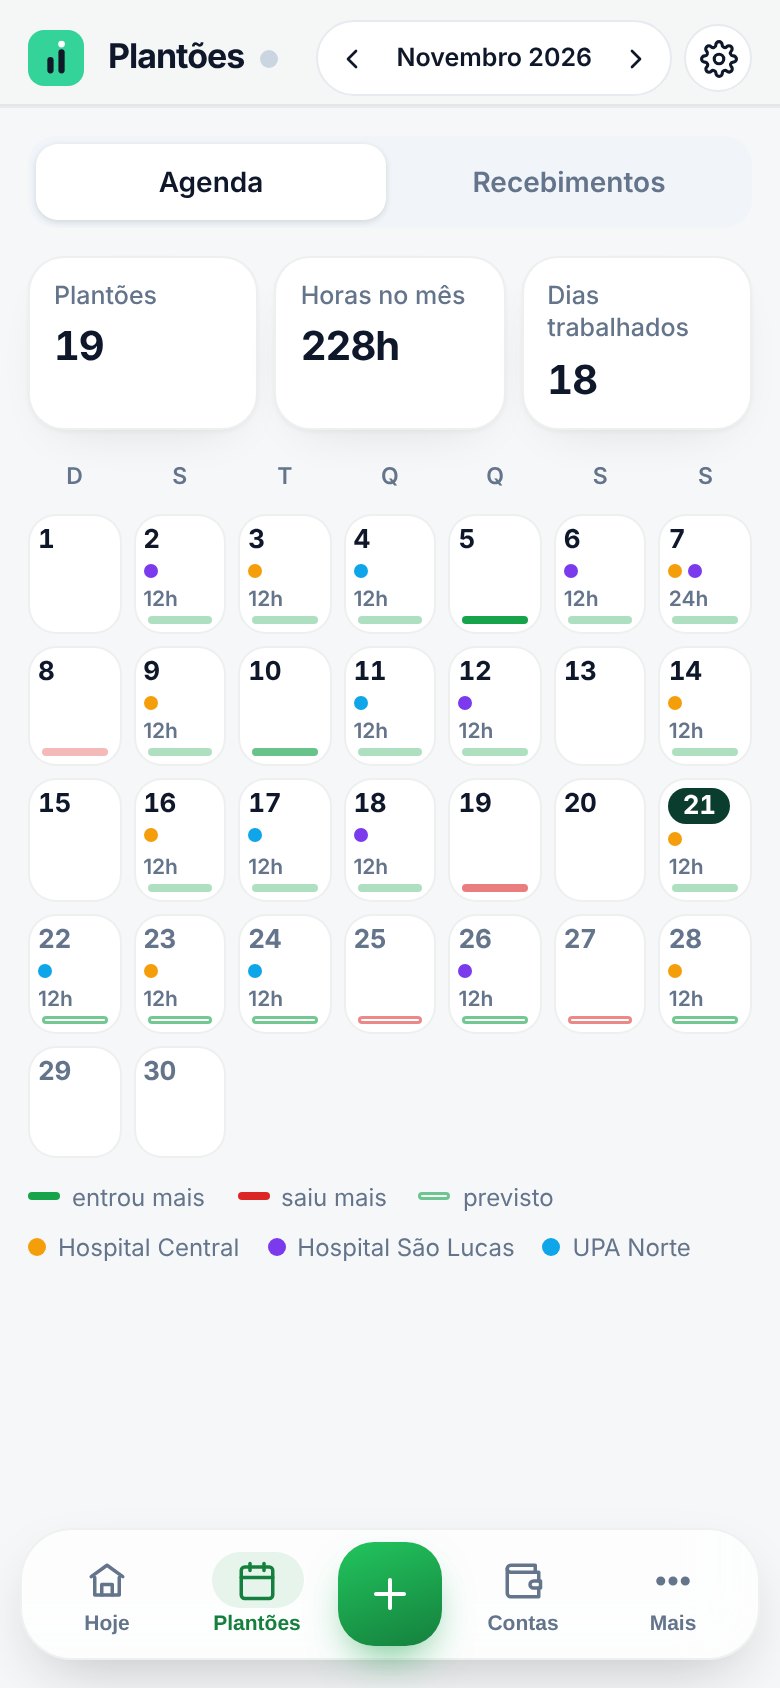 Plantões
Novembro 2026
Agenda
Recebimentos
Plantões
19
Horas no mês
228h
Dias
trabalhados
18
D S T Q Q S S
1 2 3 4 5 6 7
12h 12h 12h 12h 24h
8 9 10 11 12 13 14
12h 12h 12h 12h
15 16 17 18 19 20 21
12h 12h 12h 12h
22 23 24 25 26 27 28
12h 12h 12h 12h 12h
29 30
entrou mais saiu mais previsto
Hospital Central Hospital São Lucas UPA Norte
Hoje Plantões Contas Mais